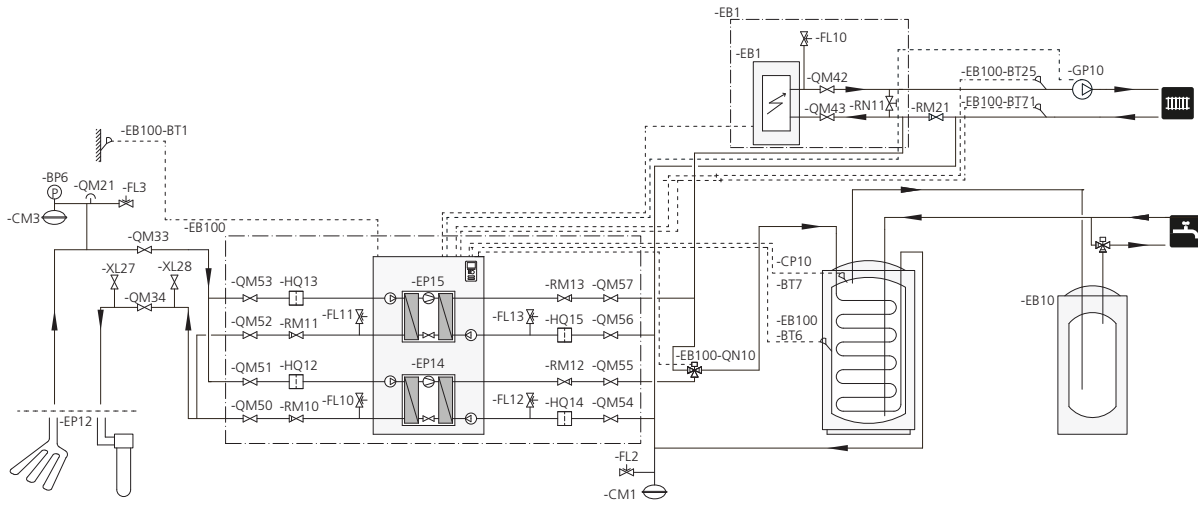 -EB1
-FL10
-EB1
-QM42
-EB100-BT25
-GP10
-QM43
-RN11
-RM21
-EB100-BT71
-EB100-BT1
-BP6
P
-QM21
-FL3
-CM3
-QM33
-EB100
-XL27
-XL28
-QM34
-QM53
-HQ13
-EP15
-RM13
-QM57
-CP10
-BT7
-QM52
-RM11
-FL11
-FL13
-HQ15
-QM56
-EB100
-BT6
-EB10
-QM51
-HQ12
-EP14
-RM12
-QM55
-EB100-QN10
-QM50
-RM10
-FL10
-FL12
-HQ14
-QM54
-EP12
-FL2
-CM1